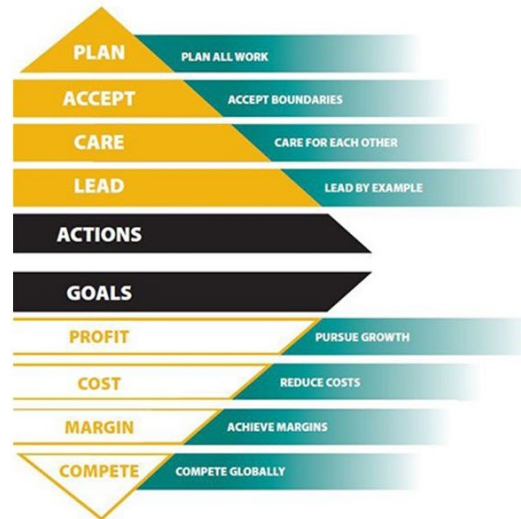 PLAN PLAN ALL WORK
ACCEPT ACCEPT BOUNDARIES
CARE CARE FOR EACH OTHER
LEAD LEAD BY EXAMPLE
ACTIONS
GOALS
PROFIT PURSUE GROWTH
COST REDUCE COSTS
MARGIN ACHIEVE MARGINS
COMPETE COMPETE GLOBALLY